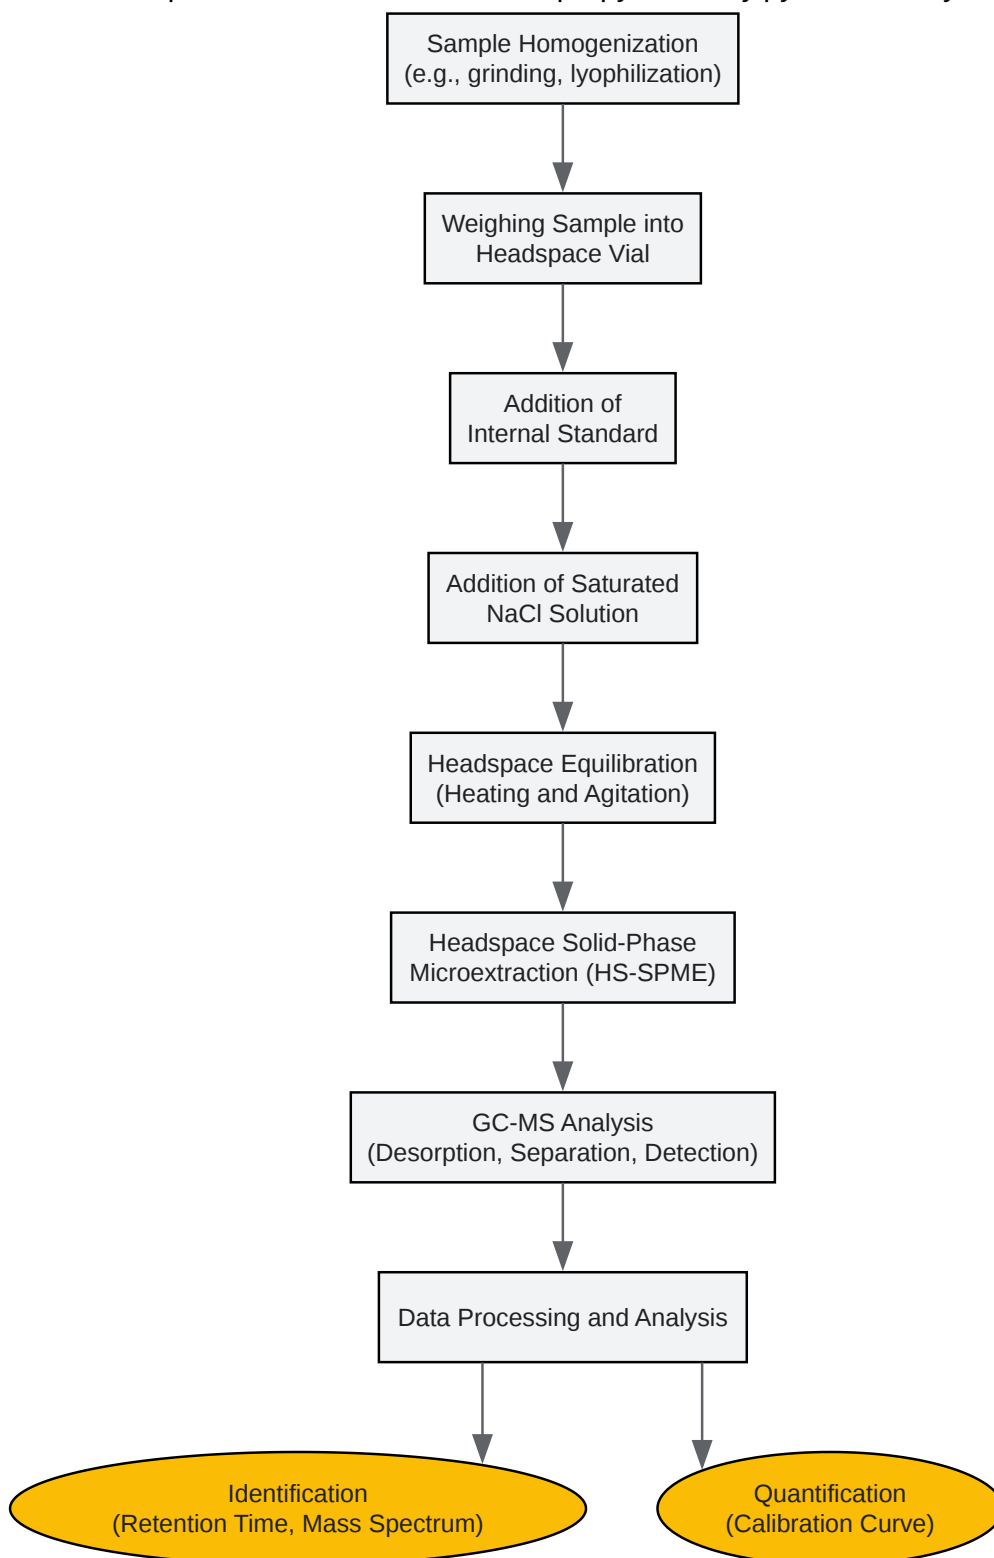 Sample Homogenization
(e.g., grinding, lyophilization)
Weighing Sample into
Headspace Vial
Addition of
Internal Standard
Addition of Saturated
NaCl Solution
Headspace Equilibration
(Heating and Agitation)
Headspace Solid-Phase
Microextraction (HS-SPME)
GC-MS Analysis
(Desorption, Separation, Detection)
Data Processing and Analysis
Identification
(Retention Time, Mass Spectrum)
Quantification
(Calibration Curve)